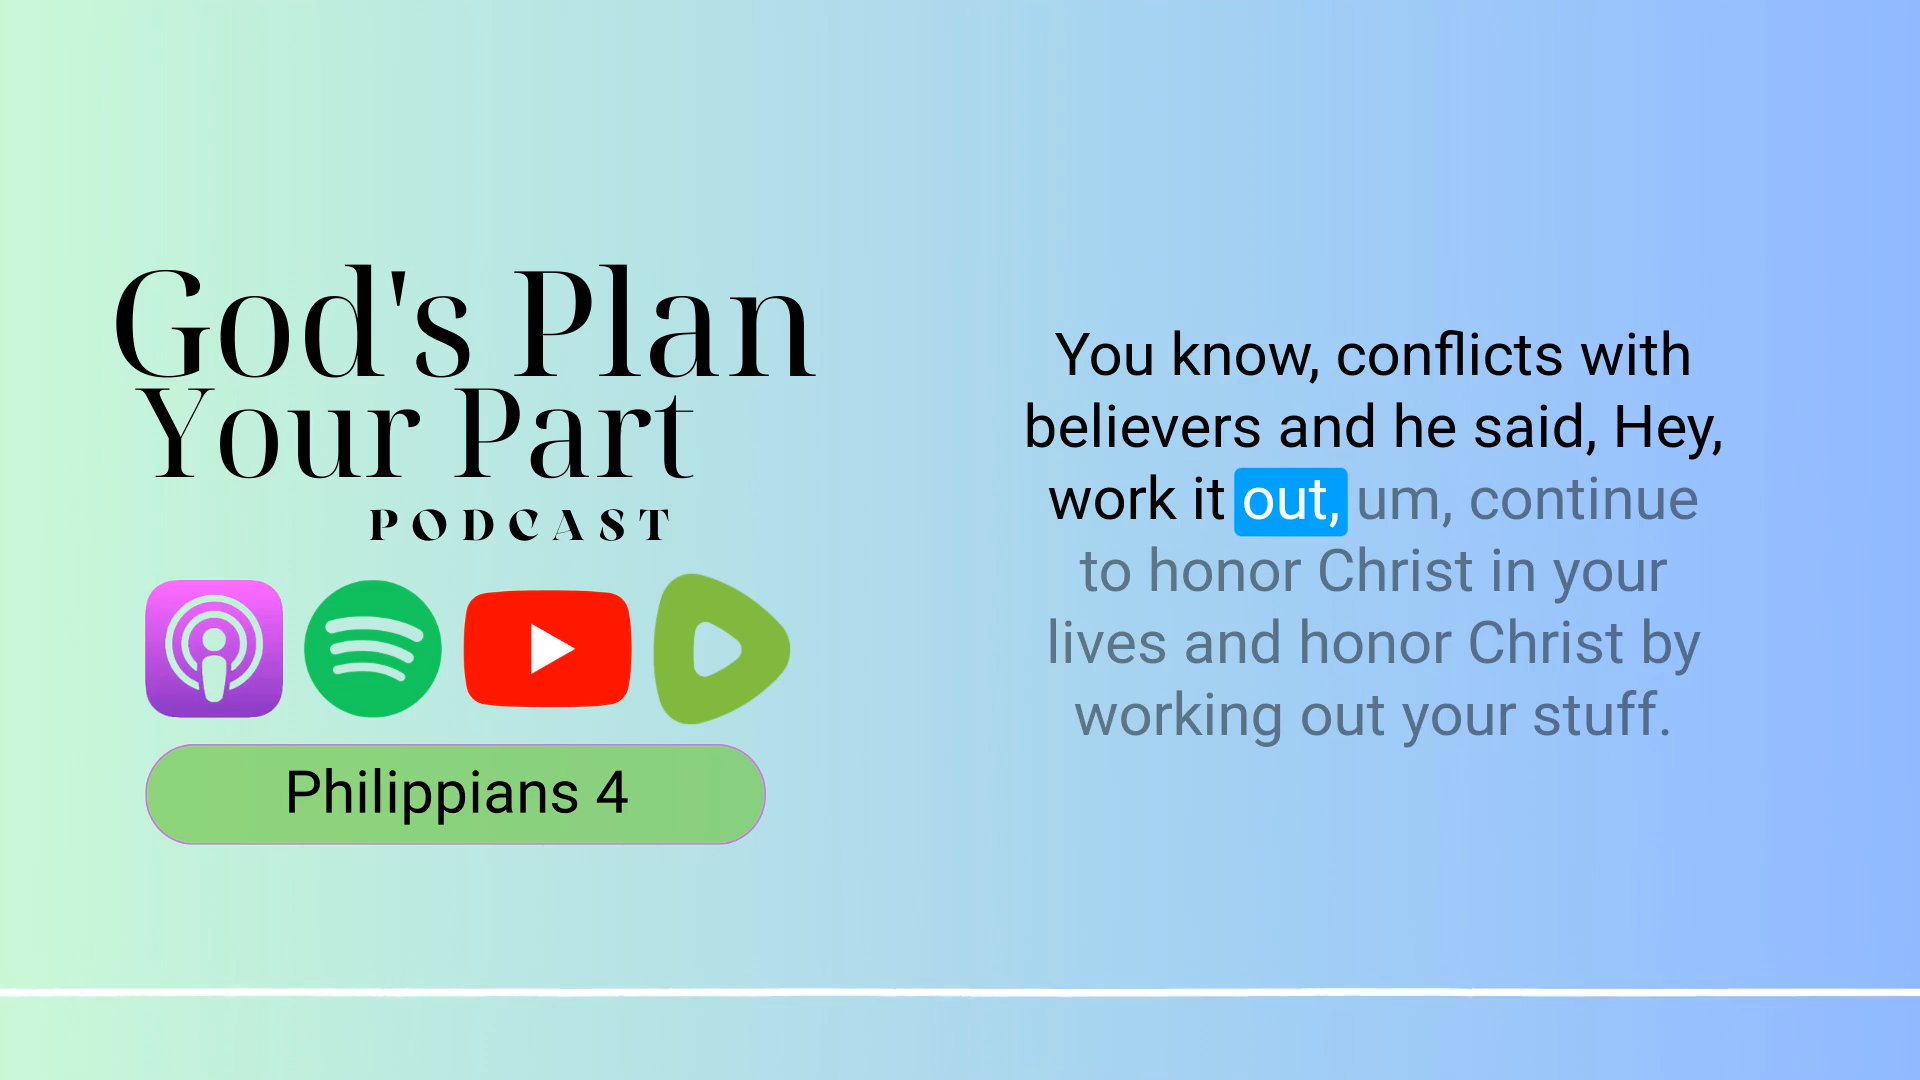 God's Plan
Your Part
PODCAST
Philippians 4
You know, conflicts with
believers and he said, Hey,
work it out, um, continue
to honor Christ in your
lives and honor Christ by
working out your stuff.